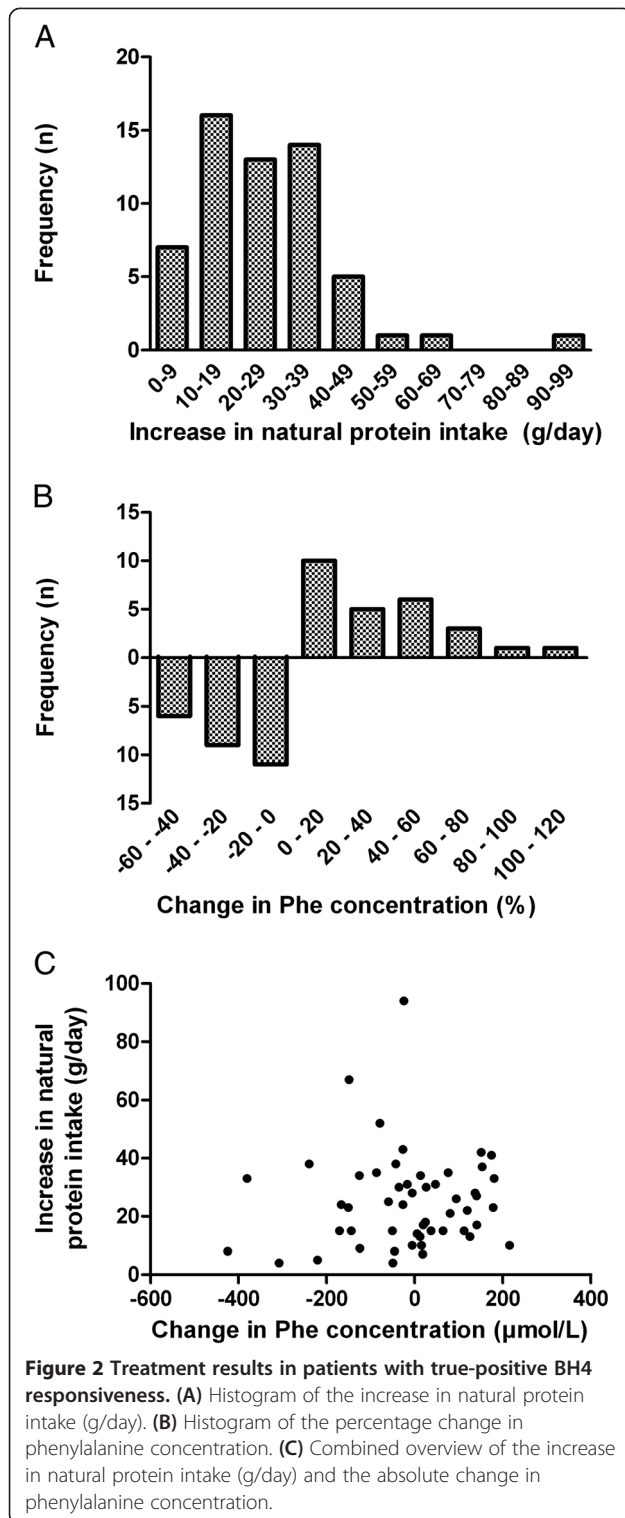 A
20
15
10
5
0
Frequency (n)
0-9 10-19 20-29 30-39 40-49 50-59 60-69 70-79 80-89 90-99
Increase in natural protein intake (g/day)
B
15
10
5
0
5
10
15
Frequency (n)
-60 - -40 -40 - -20 -20 - 0 0 - 20 20 - 40 40 - 60 60 - 80 80 - 100 100 - 120
Change in Phe concentration (%)
C
100
80
60
40
20
0
Increase in natural
protein intake (g/day)
-600 -400 -200 0 200 400
Change in Phe concentration (µmol/L)
Figure 2 Treatment results in patients with true-positive BH4
responsiveness. (A) Histogram of the increase in natural protein
intake (g/day). (B) Histogram of the percentage change in
phenylalanine concentration. (C) Combined overview of the increase
in natural protein intake (g/day) and the absolute change in
phenylalanine concentration.